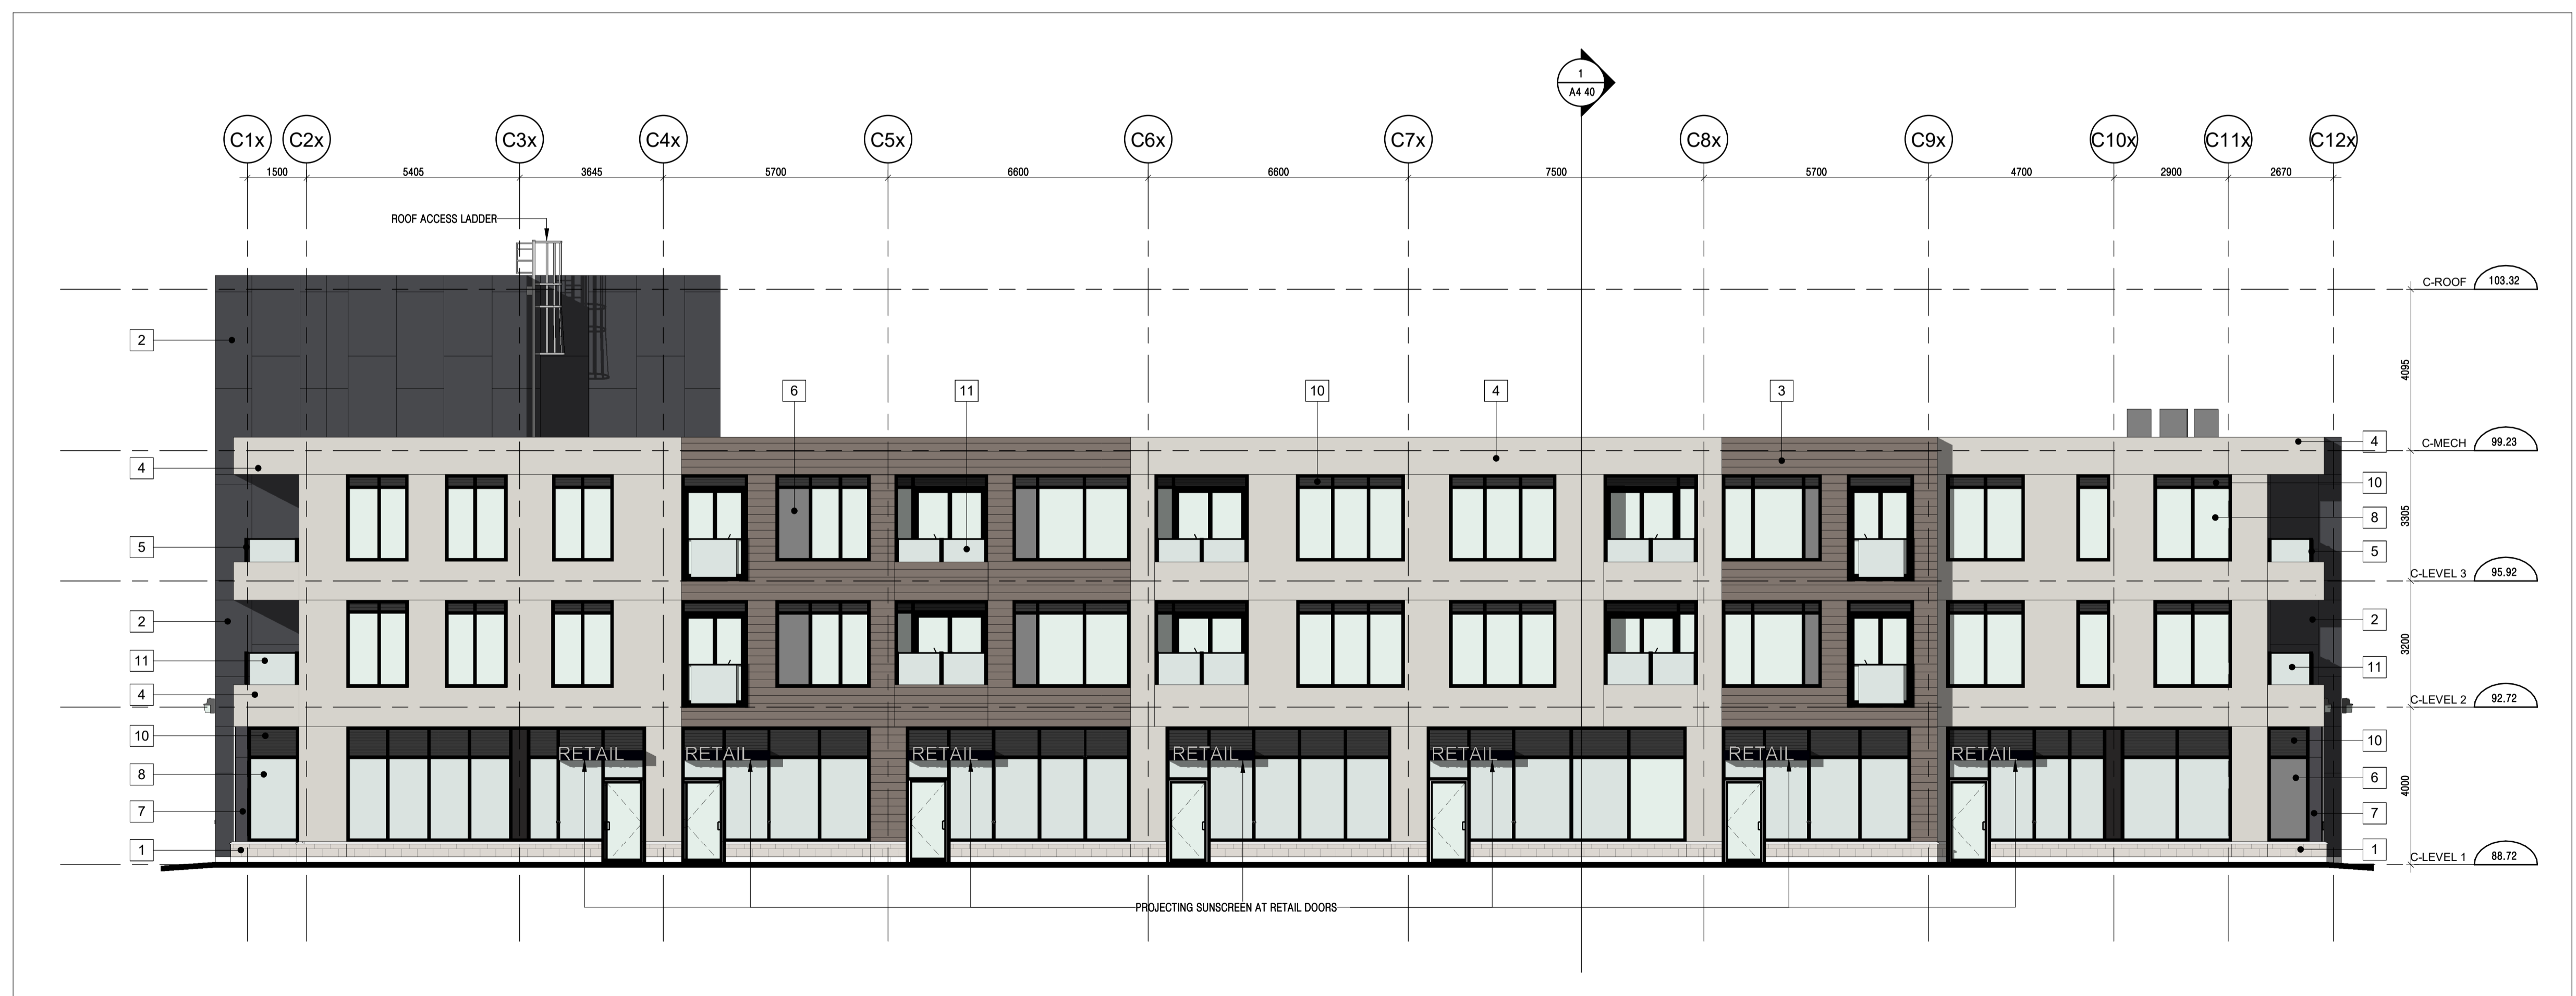 1
A4 40
C1x C2x C3x C4x C5x C6x C7x C8x C9x C10x C11x C12x
1500 5405 3645 5700 6600 6600 7500 5700 4700 2900 2670
ROOF ACCESS LADDER
C-ROOF 103.32
2
4095
6 11 10 4 3
C-MECH 99.23
4
4
10
8
3305
5
5
C-LEVEL 3 95.92
2
2
3200
11
11
4
C-LEVEL 2 92.72
10
10
RETAIL RETAIL RETAIL RETAIL RETAIL RETAIL RETAIL
8
6
4000
7
7
1
1
C-LEVEL 1 88.72
PROJECTING SUNSCREEN AT RETAIL DOORS